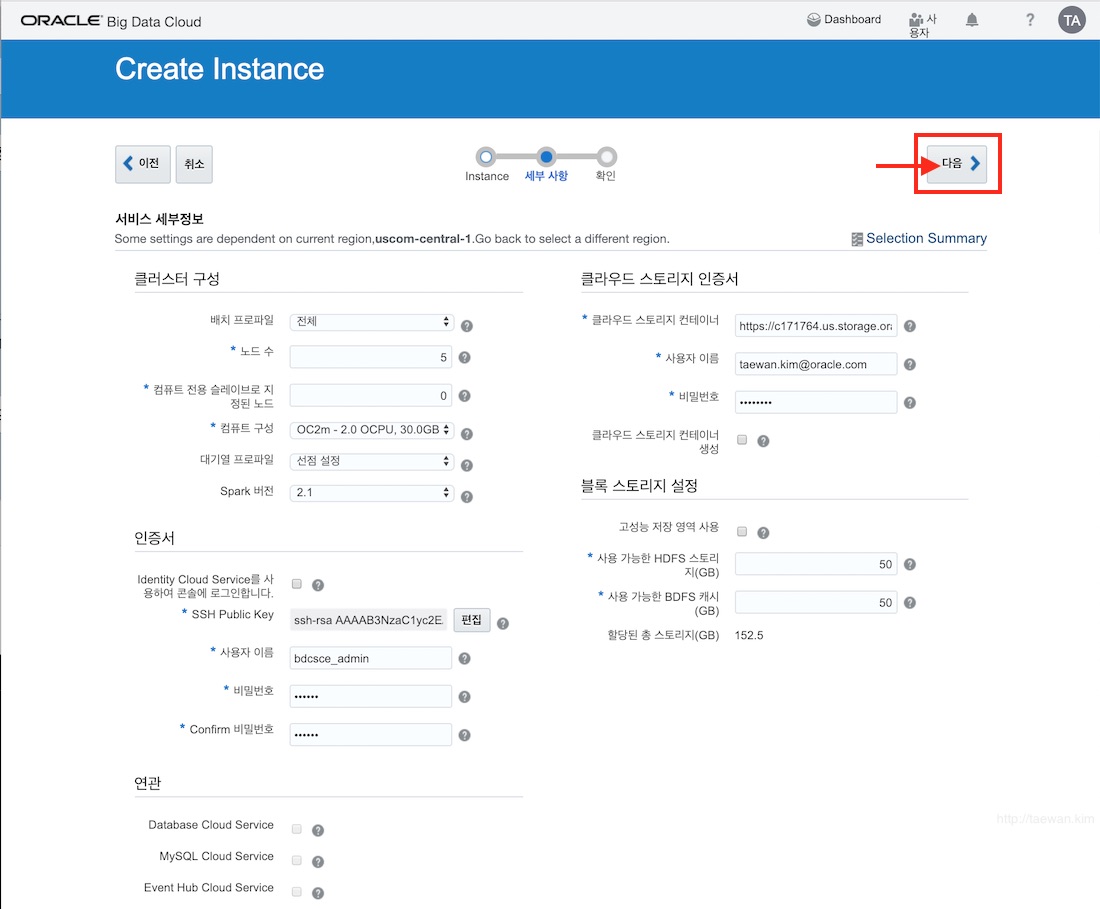 ORACLE® Big Data Cloud
Dashboard
사
용자
?
TA
Create Instance
이전
취소
Instance
세부 사항
확인
다음
서비스 세부정보
Some settings are dependent on current region,uscom-central-1.Go back to select a different region.
Selection Summary
클러스터 구성
배치 프로파일
전체
* 노드 수
5
* 컴퓨트 전용 슬레이브로 지
정된 노드
0
* 컴퓨트 구성
OC2m - 2.0 OCPU, 30.0GB
대기열 프로파일
선점 설정
Spark 버전
2.1
인증서
Identity Cloud Service를 사
용하여 콘솔에 로그인합니다.
* SSH Public Key
ssh-rsa AAAAB3NzaC1yc2E
편집
* 사용자 이름
bdcsce_admin
* 비밀번호
••••••
* Confirm 비밀번호
••••••
연관
Database Cloud Service
MySQL Cloud Service
Event Hub Cloud Service
클라우드 스토리지 인증서
* 클라우드 스토리지 컨테이너
https://c171764.us.storage.ora
* 사용자 이름
taewan.kim@oracle.com
* 비밀번호
••••••••
클라우드 스토리지 컨테이너
생성
블록 스토리지 설정
고성능 저장 영역 사용
* 사용 가능한 HDFS 스토리
지(GB)
50
* 사용 가능한 BDFS 캐시
(GB)
50
할당된 총 스토리지(GB)
152.5
http://taewan.kim